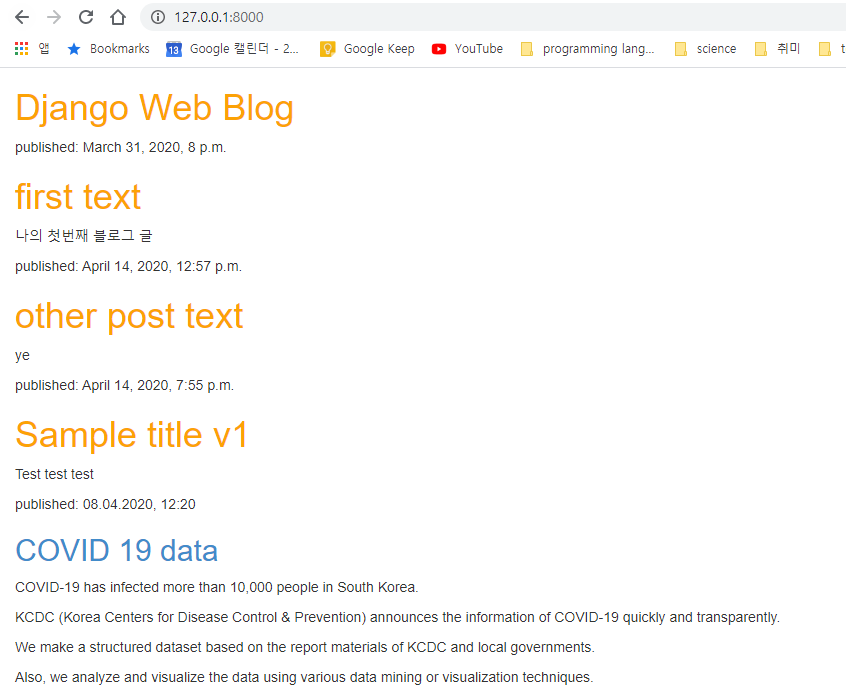 127.0.0.1:8000
앱 Bookmarks 13 Google 캘린더 - 2... Google Keep YouTube programming lang... science 취미 t
Django Web Blog
published: March 31, 2020, 8 p.m.
first text
나의 첫번째 블로그 글
published: April 14, 2020, 12:57 p.m.
other post text
ye
published: April 14, 2020, 7:55 p.m.
Sample title v1
Test test test
published: 08.04.2020, 12:20
COVID 19 data
COVID-19 has infected more than 10,000 people in South Korea.
KCDC (Korea Centers for Disease Control & Prevention) announces the information of COVID-19 quickly and transparently.
We make a structured dataset based on the report materials of KCDC and local governments.
Also, we analyze and visualize the data using various data mining or visualization techniques.